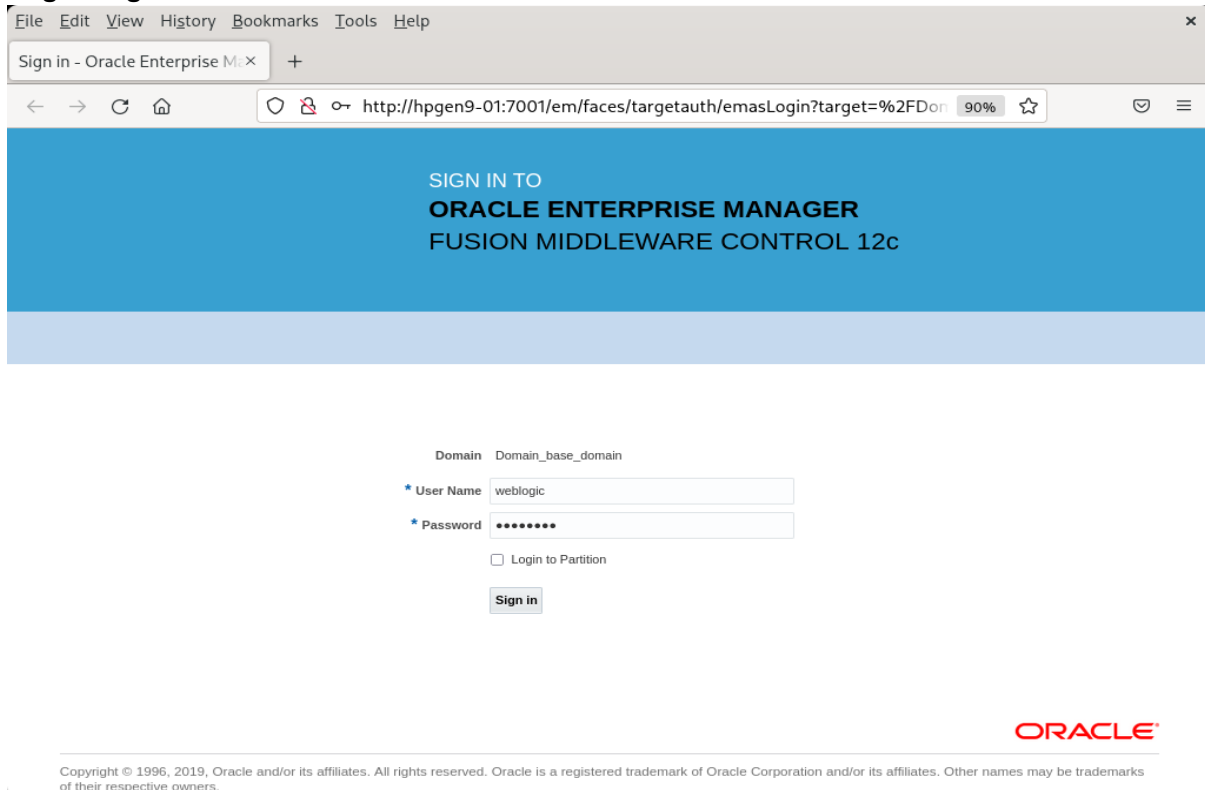 File Edit View History Bookmarks Tools Help
Sign in - Oracle Enterprise Ma
http://hpgen9-01:7001/em/faces/targetauth/emasLogin?target=%2FDom 90%
SIGN IN TO
ORACLE ENTERPRISE MANAGER
FUSION MIDDLEWARE CONTROL 12c
Domain Domain_base_domain
* User Name weblogic
* Password ••••••••
Login to Partition
Sign in
ORACLE
Copyright © 1996, 2019, Oracle and/or its affiliates. All rights reserved. Oracle is a registered trademark of Oracle Corporation and/or its affiliates. Other names may be trademarks
of their respective owners.